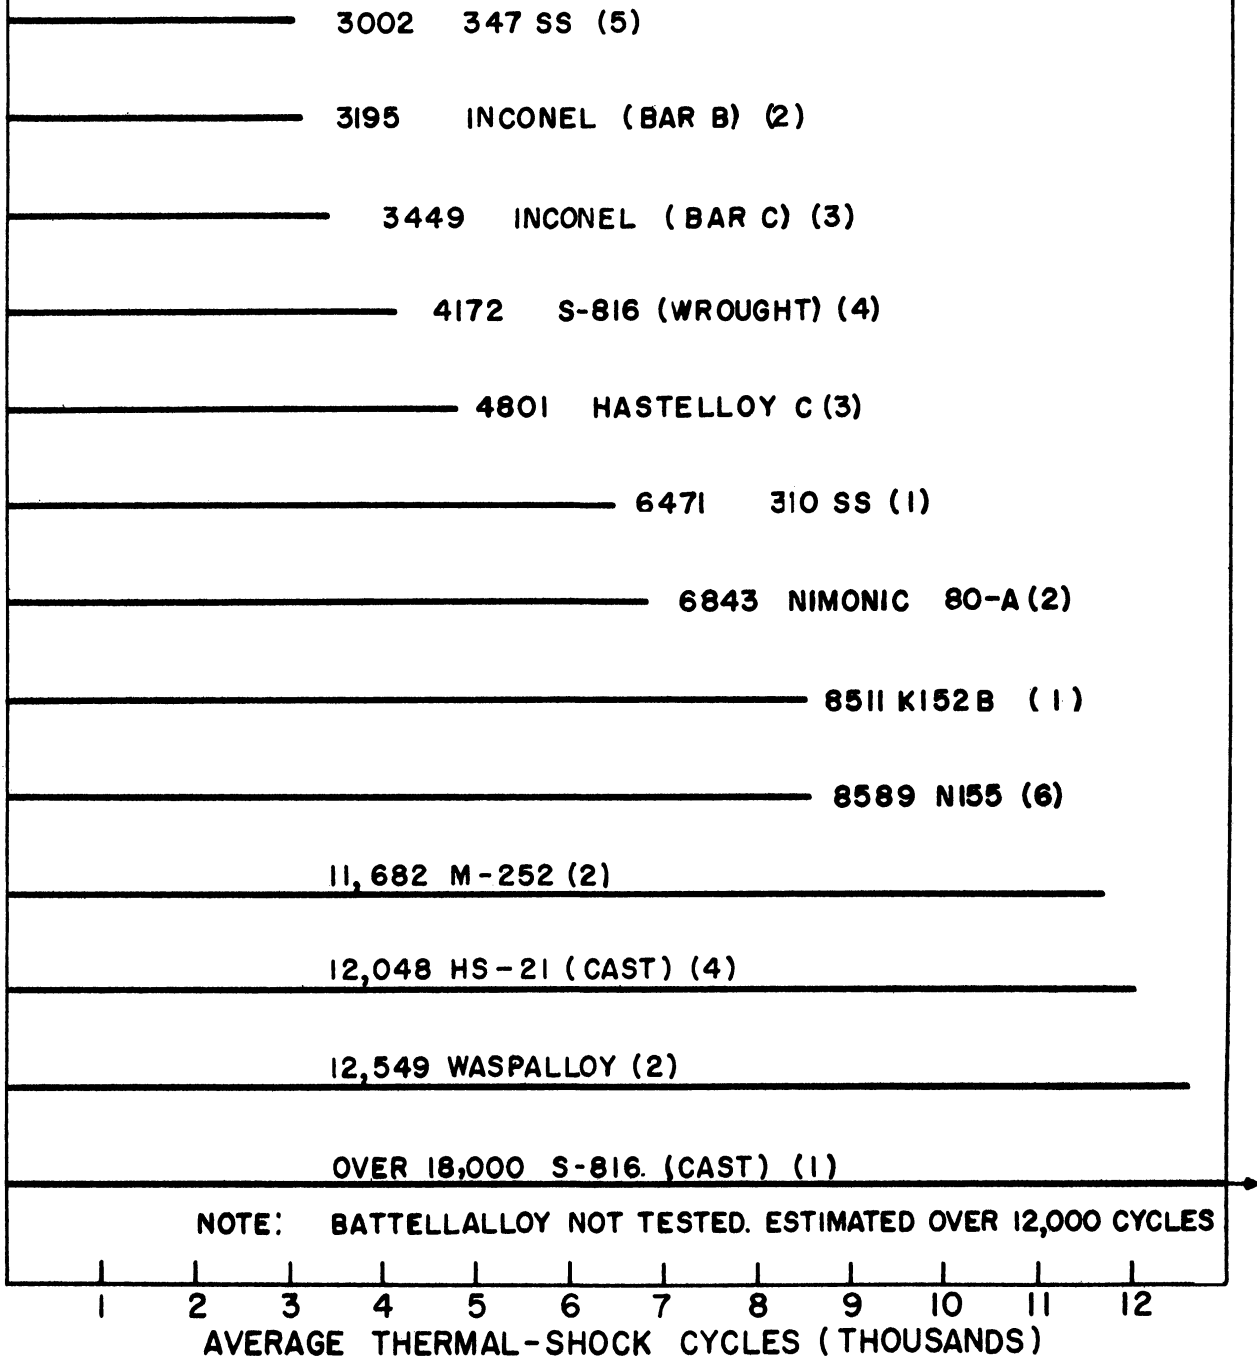 3002 347 SS (5)
3195 INCONEL (BAR B) (2)
3449 INCONEL (BAR C) (3)
4172 S-816 (WROUGHT) (4)
4801 HASTELLOY C (3)
6471 310 SS (1)
6843 NIMONIC 80-A (2)
8511 K152B (1)
8589 N155 (6)
11,682 M-252 (2)
12,048 HS-21 (CAST) (4)
12,549 WASPALLOY (2)
OVER 18,000 S-816. (CAST) (1)
NOTE: BATTELLALLOY NOT TESTED. ESTIMATED OVER 12,000 CYCLES
1 2 3 4 5 6 7 8 9 10 11 12
AVERAGE THERMAL-SHOCK CYCLES (THOUSANDS)